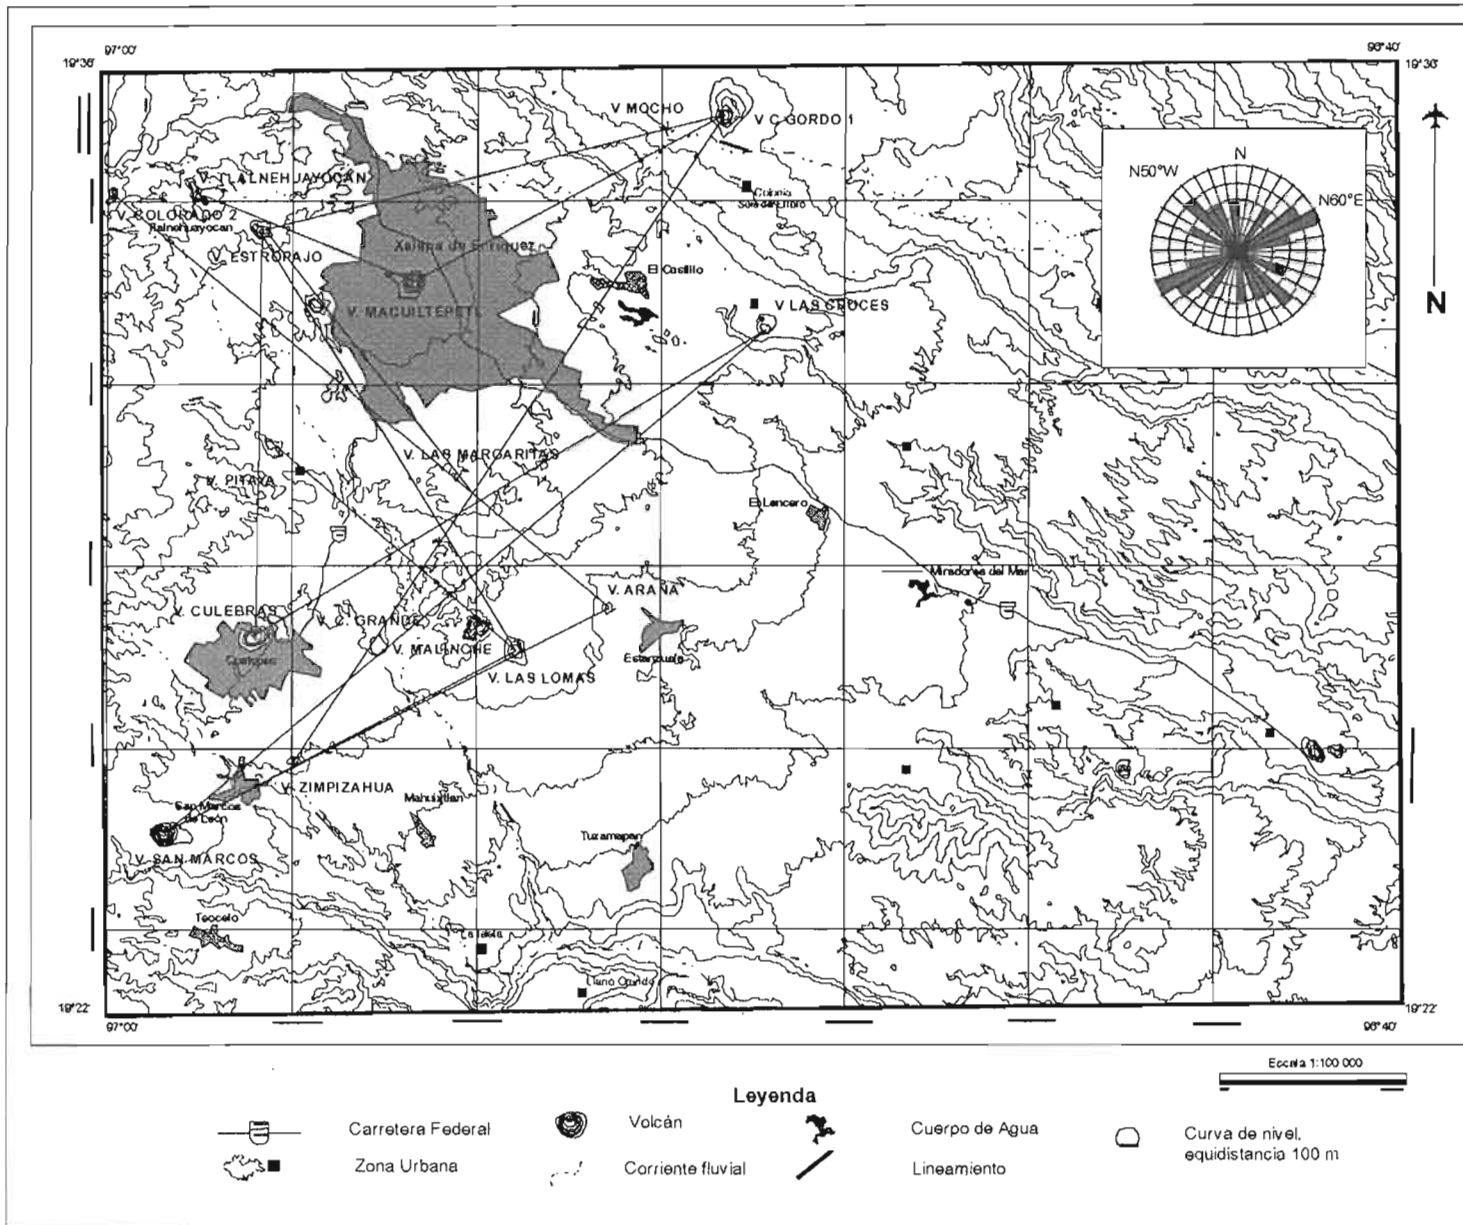 97°00'
96°40'
19°36'
19°36'
V MOCHO
V C GORDO 1
N
N50°W
N60°E
V. TLALNEHUAYOCAN
Colonia
V. COLORADO 2
Tlalnehuayocan
Xalapa de Enriquez
V. ESTROPAJO
El Castillo
N
V. MACUILTEPETL
V LAS CRUCES
V. LAS MARGARITAS
V. PITAYA
El Lencero
Miradores del Mar
V. ARAÑA
V. CULEBRAS
V. C. GRANDE
Coatepec
V. MALINCHE
Estanzuela
V. LAS LOMAS
V. ZIMPIZAHUA
San Marcos
de León
Mahuixtlan
Tuzamapan
V. SAN MARCOS
Teocelo
Llano Grande
19°22'
19°22'
97°00'
96°40'
Escala 1:100 000
Leyenda
Carretera Federal
Volcán
Cuerpo de Agua
Curva de nivel,
equidistancia 100 m
Zona Urbana
Corriente fluvial
Lineamiento